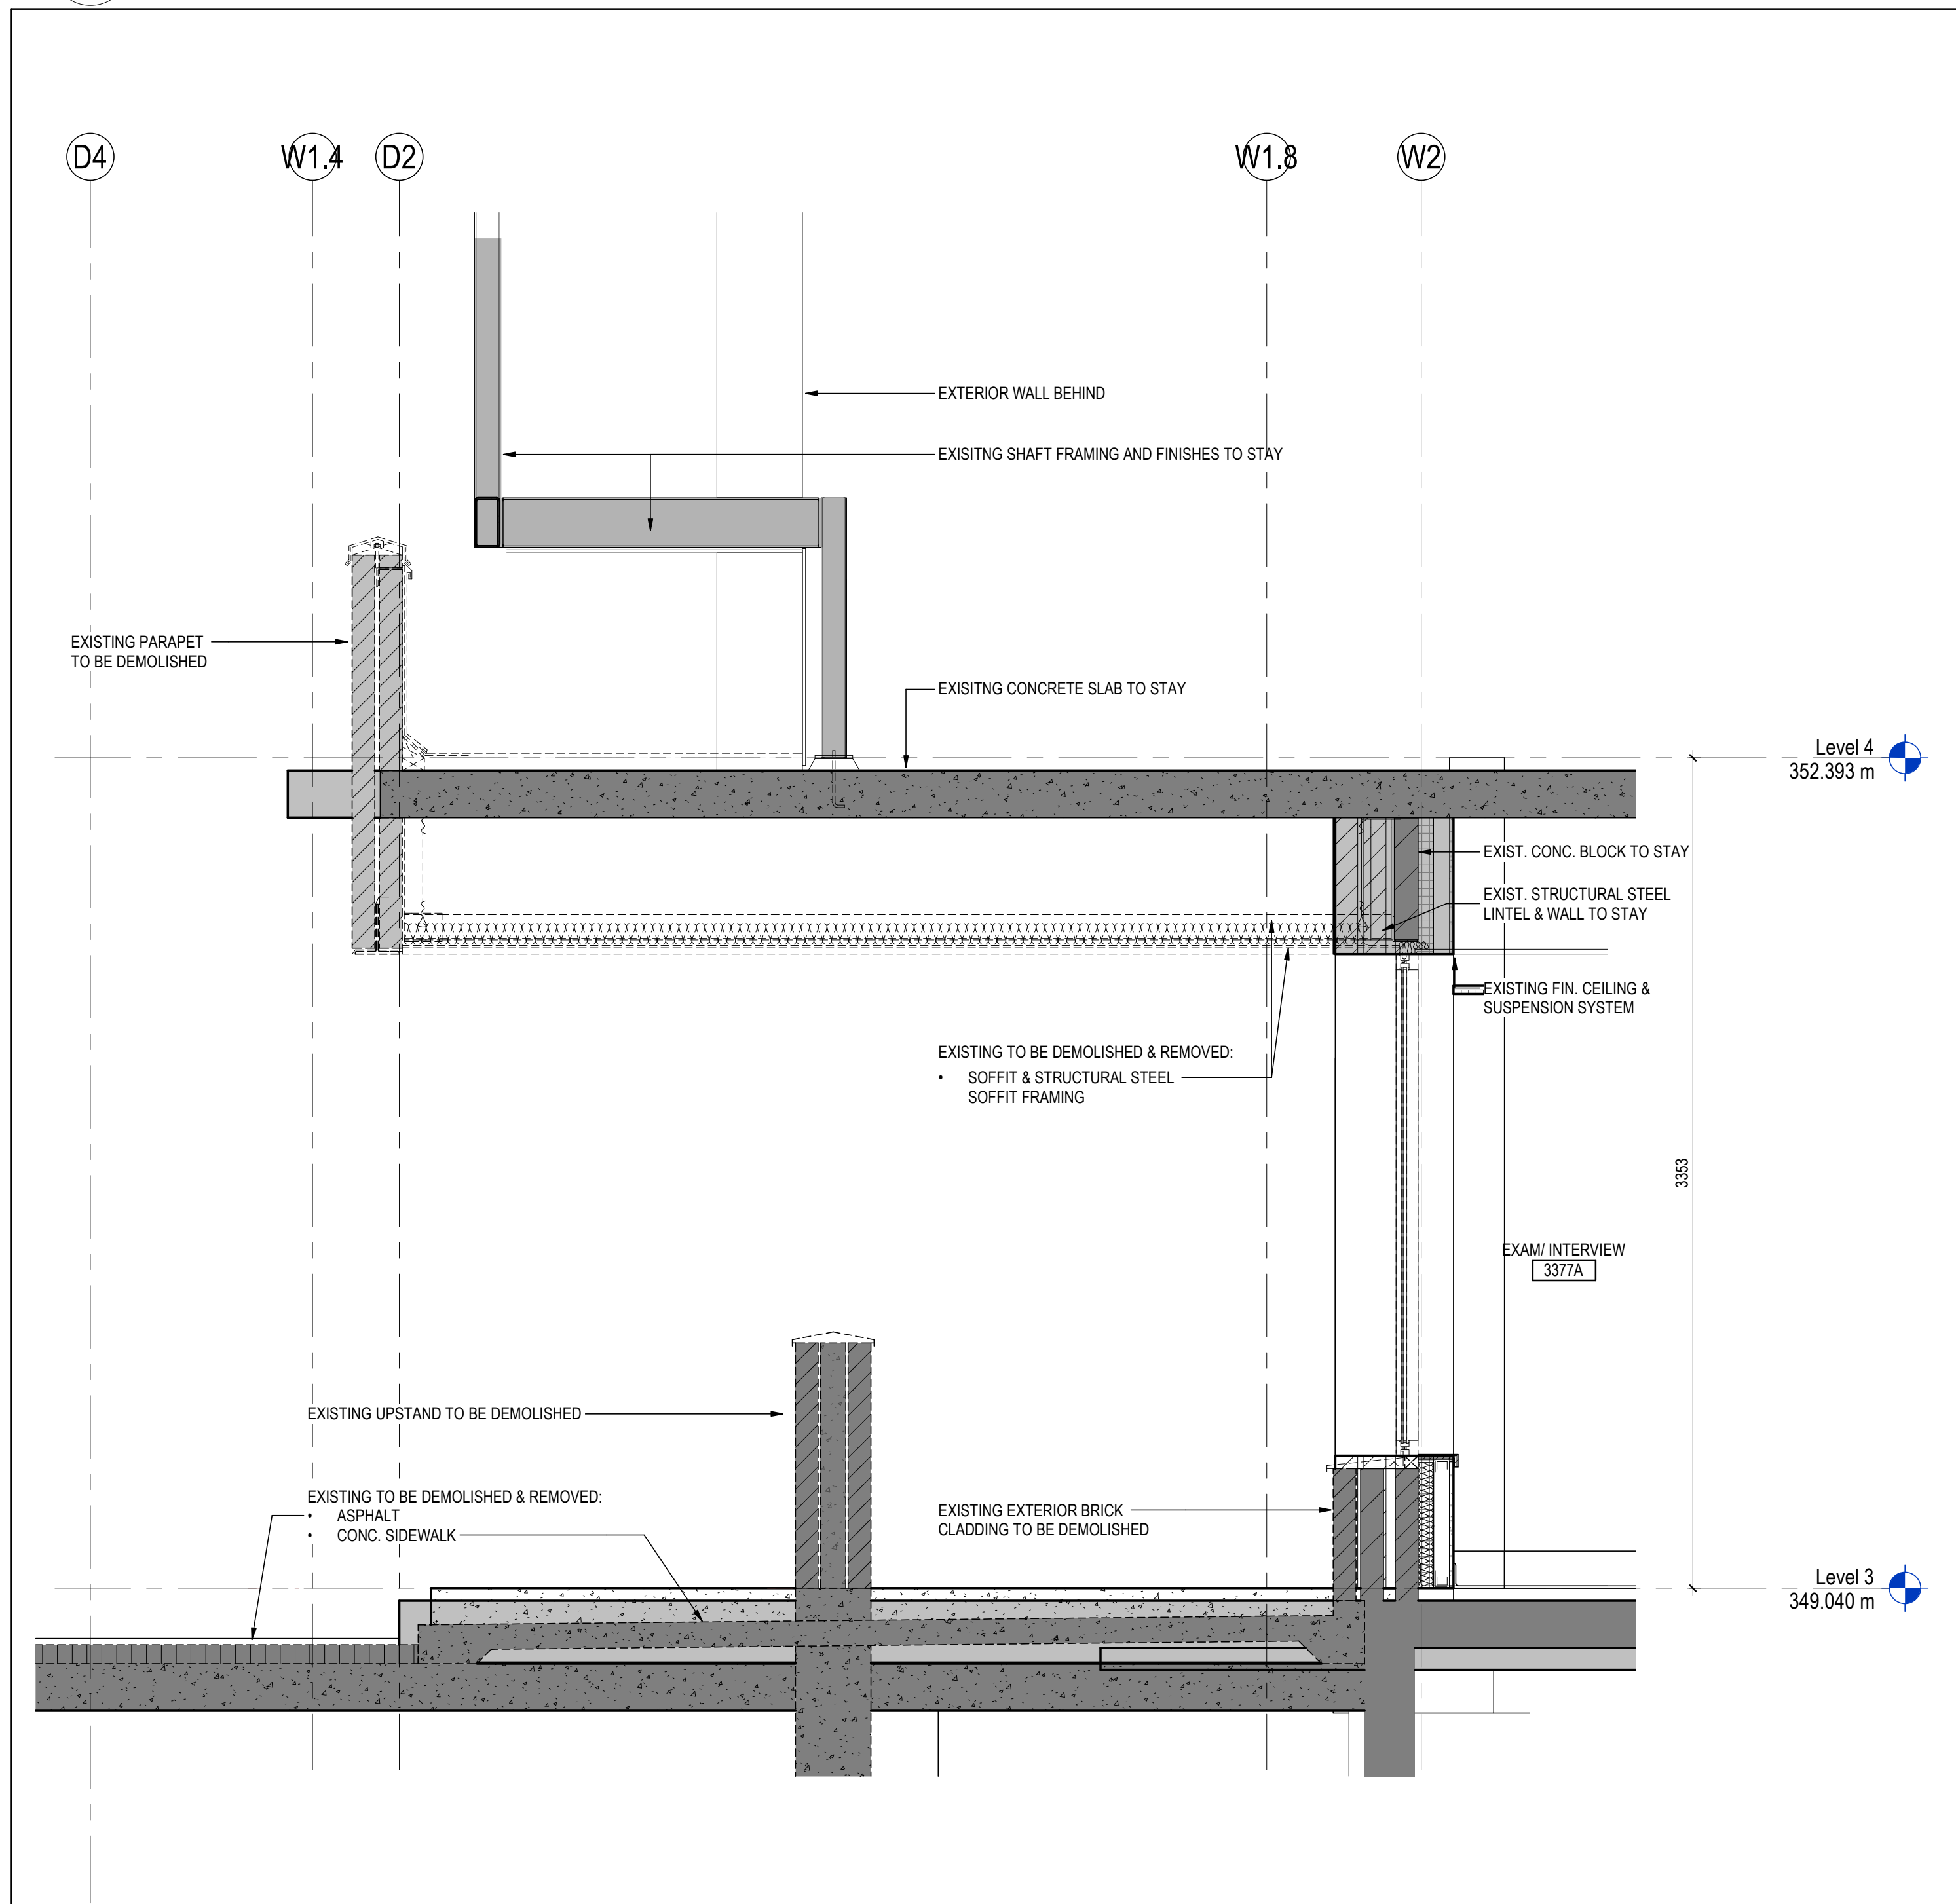 D4
W1.4
D2
W1.8
W2
EXTERIOR WALL BEHIND
EXISITNG SHAFT FRAMING AND FINISHES TO STAY
EXISTING PARAPET
TO BE DEMOLISHED
EXISITNG CONCRETE SLAB TO STAY
Level 4
352.393 m
EXIST. CONC. BLOCK TO STAY
EXIST. STRUCTURAL STEEL
LINTEL & WALL TO STAY
EXISTING FIN. CEILING &
SUSPENSION SYSTEM
EXISTING TO BE DEMOLISHED & REMOVED:
• SOFFIT & STRUCTURAL STEEL
SOFFIT FRAMING
3353
EXAM/ INTERVIEW
3377A
EXISTING UPSTAND TO BE DEMOLISHED
EXISTING TO BE DEMOLISHED & REMOVED:
• ASPHALT
• CONC. SIDEWALK
EXISTING EXTERIOR BRICK
CLADDING TO BE DEMOLISHED
Level 3
349.040 m